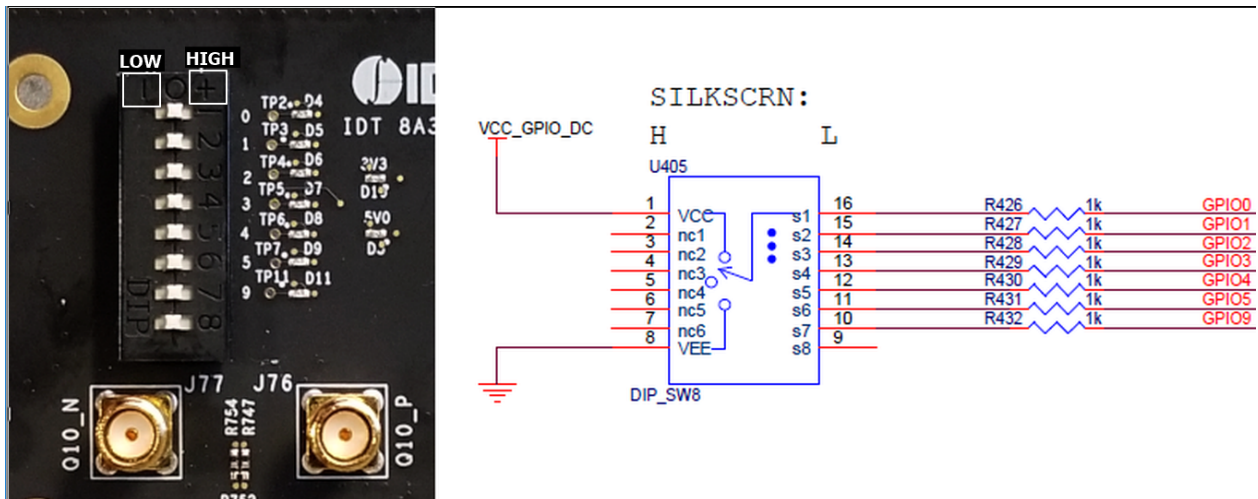 LOW HIGH
– O +
1
2
3
4
5
6
7
8
DIP
IDT
IDT 8A3
TP2 D4
0
TP3 D5
1
TP4 D6
2
TP5 D7
3
TP6 D8
4
TP7 D9
5
TP11 D11
9
3V3
5V0
J77 J76
Q10_N
R754
R747
Q10_P
SILKSCRN:
H L
VCC_GPIO_DC
U405
1 VCC s1 16 R426 1k GPIO0
2 nc1 s2 15 R427 1k GPIO1
3 nc2 s3 14 R428 1k GPIO2
4 nc3 s4 13 R429 1k GPIO3
5 nc4 s5 12 R430 1k GPIO4
6 nc5 s6 11 R431 1k GPIO5
7 nc6 s7 10 R432 1k GPIO9
8 VEE s8 9
DIP_SW8